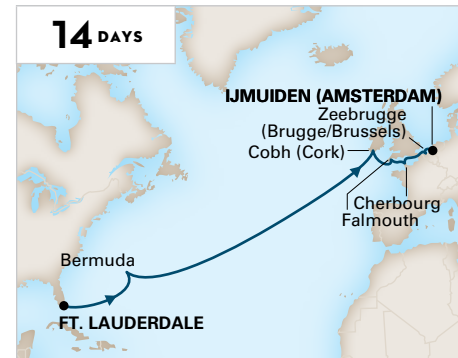 14 DAYS
IJMUIDEN (AMSTERDAM)
Zeebrugge
(Brugge/Brussels)
Cobh (Cork)
Cherbourg
Falmouth
Bermuda
FT. LAUDERDALE